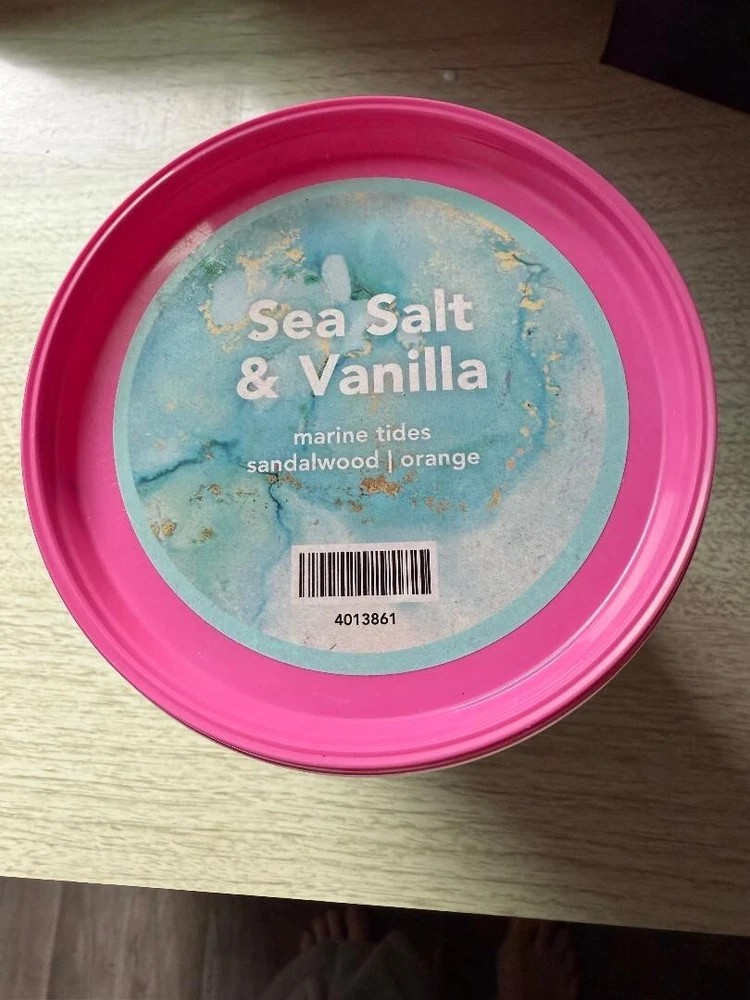 Sea Salt
& Vanilla
marine tides
sandalwood | orange
4013861